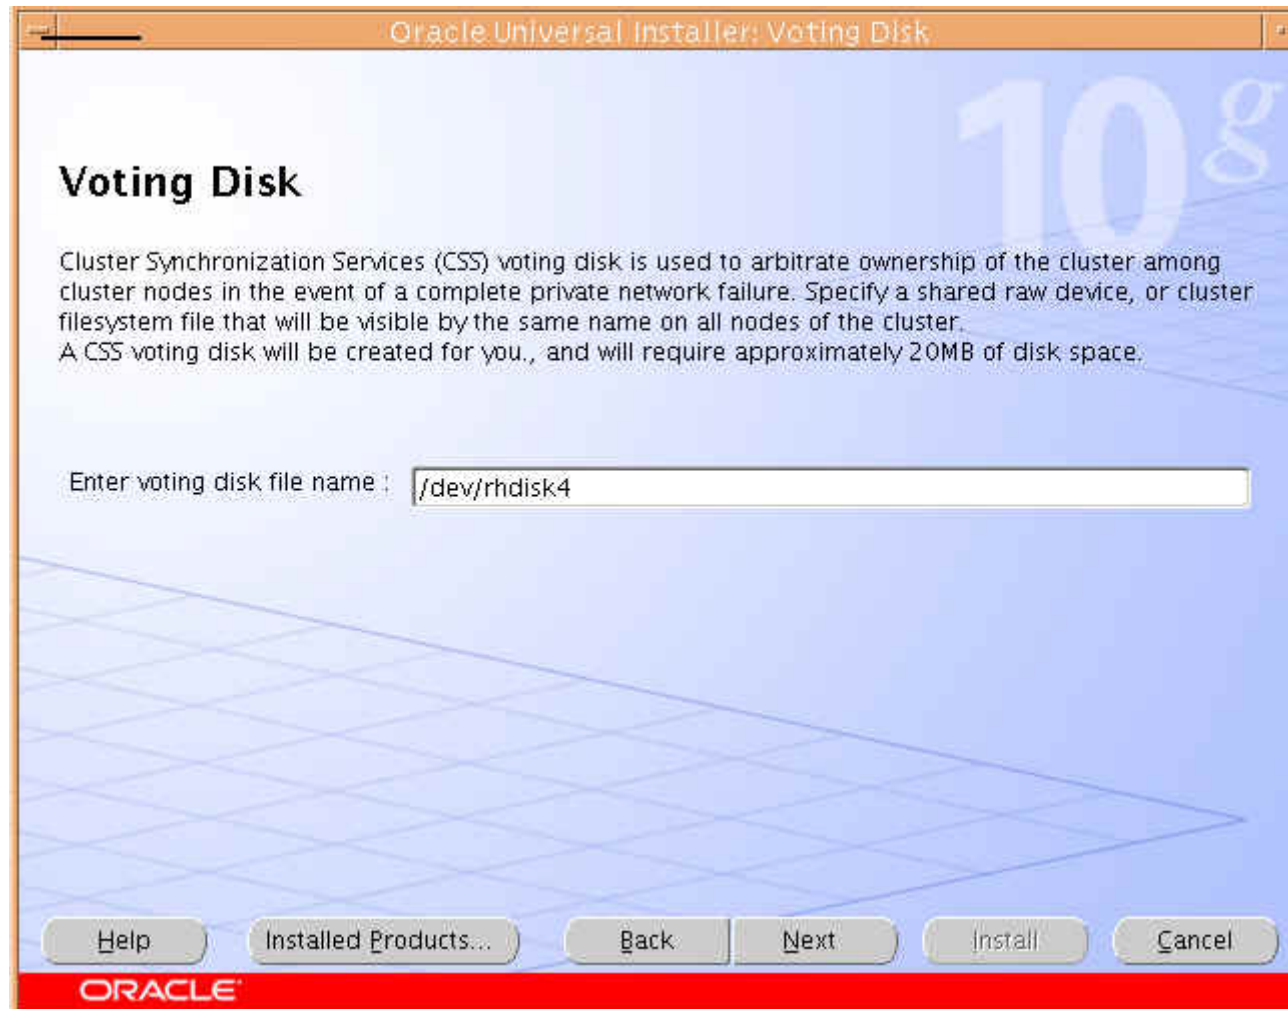 Oracle Universal Installer: Voting Disk
10g
Voting Disk
Cluster Synchronization Services (CSS) voting disk is used to arbitrate ownership of the cluster among
cluster nodes in the event of a complete private network failure. Specify a shared raw device, or cluster
filesystem file that will be visible by the same name on all nodes of the cluster.
A CSS voting disk will be created for you., and will require approximately 20MB of disk space.
Enter voting disk file name : /dev/rhdisk4
Help Installed Products... Back Next Install Cancel
ORACLE